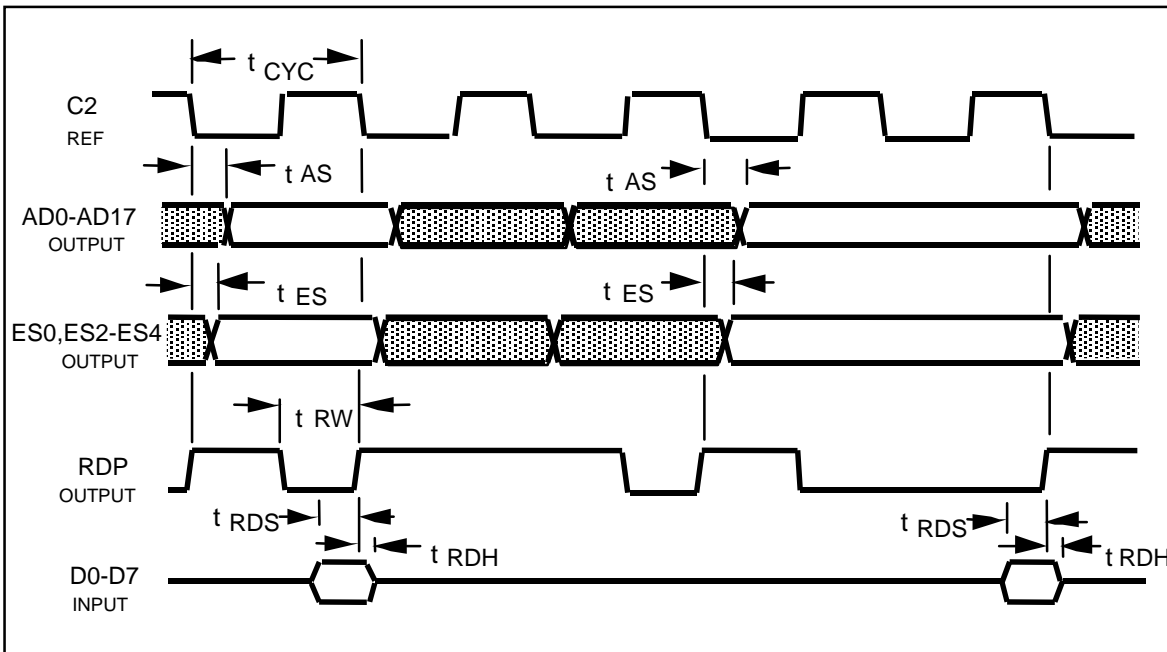 t CYC
C2
REF
t AS
t AS
AD0-AD17
OUTPUT
t ES
t ES
ES0,ES2-ES4
OUTPUT
t RW
RDP
OUTPUT
t RDS
t RDS
t RDH
t RDH
D0-D7
INPUT